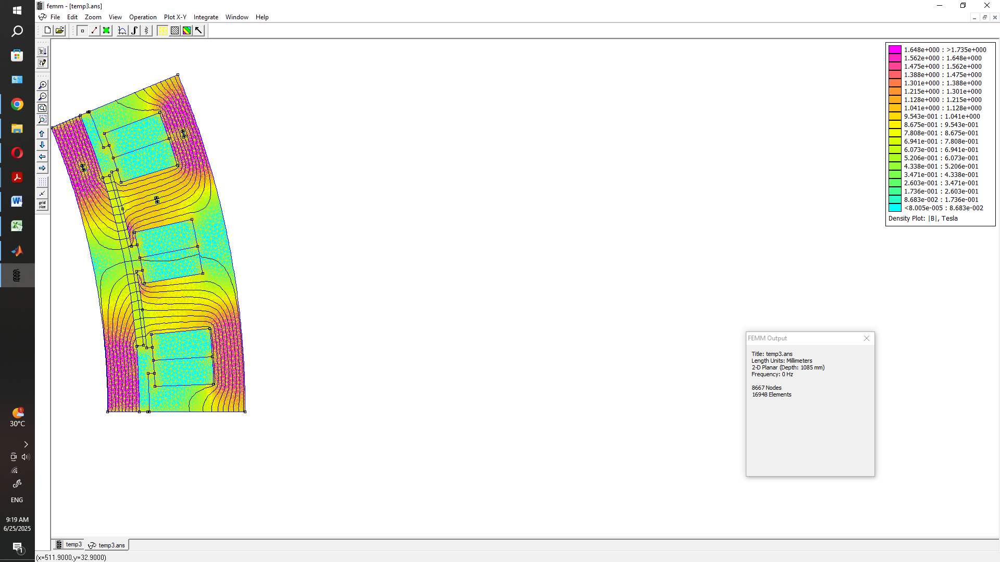 femm - [temp3.ans]
File Edit Zoom View Operation Plot X-Y Integrate Window Help
grid
size
1.648e+000 : >1.735e+000
1.562e+000 : 1.648e+000
1.475e+000 : 1.562e+000
1.388e+000 : 1.475e+000
1.301e+000 : 1.388e+000
1.215e+000 : 1.301e+000
1.128e+000 : 1.215e+000
1.041e+000 : 1.128e+000
9.543e-001 : 1.041e+000
8.675e-001 : 9.543e-001
7.808e-001 : 8.675e-001
6.941e-001 : 7.808e-001
6.073e-001 : 6.941e-001
5.206e-001 : 6.073e-001
4.338e-001 : 5.206e-001
3.471e-001 : 4.338e-001
2.603e-001 : 3.471e-001
1.736e-001 : 2.603e-001
8.683e-002 : 1.736e-001
<8.005e-005 : 8.683e-002
Density Plot: |B|, Tesla
FEMM Output
Title: temp3.ans
Length Units: Millimeters
2-D Planar (Depth: 1085 mm)
Frequency: 0 Hz
8667 Nodes
16948 Elements
1
30°C
ENG
9:19 AM
6/25/2025
1
temp3 temp3.ans
(x=511.9000,y=32.9000)